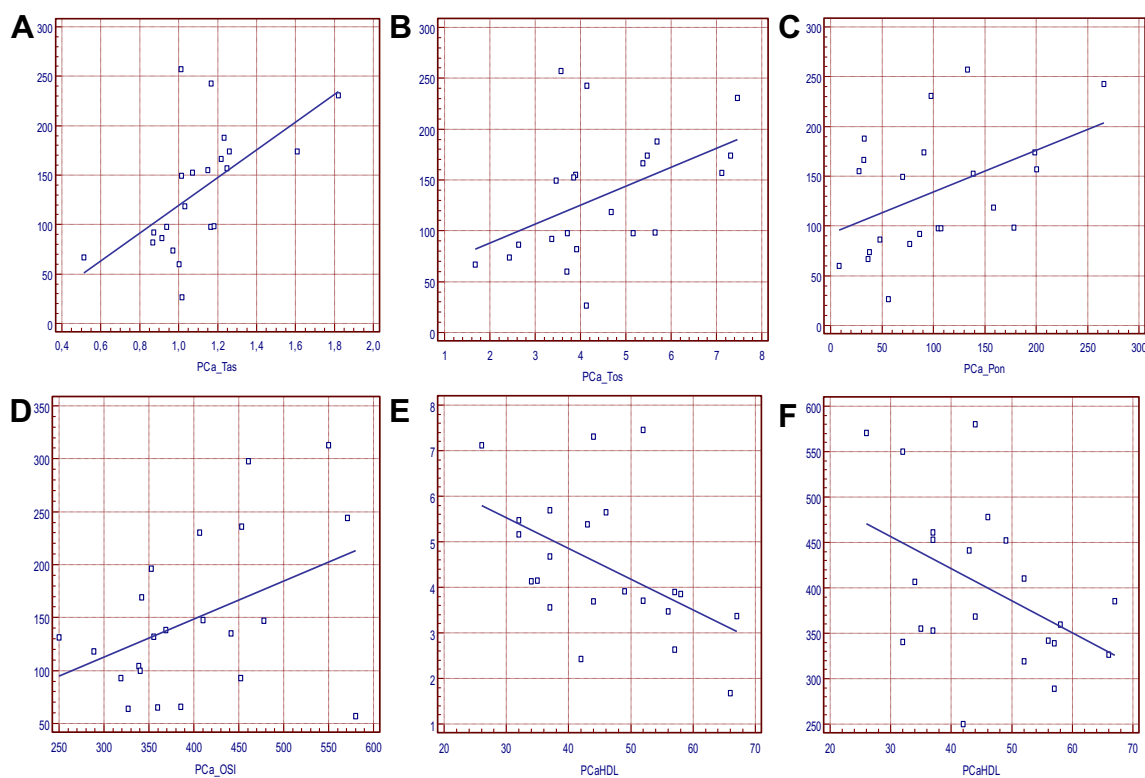 A
300
250
200
150
100
50
0
0,4 0,6 0,8 1,0 1,2 1,4 1,6 1,8 2,0
PCa_Tas
B
300
250
200
150
100
50
0
1 2 3 4 5 6 7 8
PCa_Tos
C
300
250
200
150
100
50
0
0 50 100 150 200 250 300
PCa_Pon
D
350
300
250
200
150
100
50
250 300 350 400 450 500 550 600
PCa_OSI
E
8
7
6
5
4
3
2
1
20 30 40 50 60 70
PCaHDL
F
600
550
500
450
400
350
300
250
20 30 40 50 60 70
PCaHDL